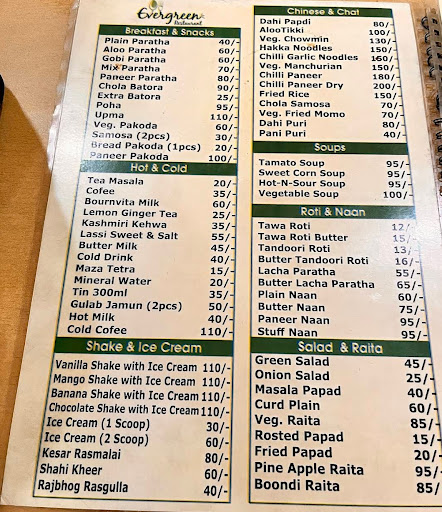 Evergreen
Restaurant
Breakfast & Snacks
Plain Paratha 40/-
Aloo Paratha 60/-
Gobi Paratha 60/-
Mix Paratha 70/-
Paneer Paratha 80/-
Chola Batora 90/-
Extra Batora 25/-
Poha 95/-
Upma 110/-
Veg. Pakoda 60/-
Samosa (2pcs) 30/-
Bread Pakoda (1pcs) 20/-
Paneer Pakoda 100/-
Hot & Cold
Tea Masala 20/-
Cofee 35/-
Bournvita Milk 60/-
Lemon Ginger Tea 25/-
Kashmiri Kehwa 35/-
Lassi Sweet & Salt 55/-
Butter Milk 45/-
Cold Drink 40/-
Maza Tetra 15/-
Mineral Water 20/-
Tin 300ml 35/-
Gulab Jamun (2pcs) 50/-
Hot Milk 40/-
Cold Cofee 110/-
Shake & Ice Cream
Vanilla Shake with Ice Cream 110/-
Mango Shake with Ice Cream 110/-
Banana Shake with Ice Cream 110/-
Chocolate Shake with Ice Cream 110/-
Ice Cream (1 Scoop) 30/-
Ice Cream (2 Scoop) 60/-
Kesar Rasmalai 80/-
Shahi Kheer 60/-
Rajbhog Rasgulla 40/-
Chinese & Chat
Dahi Papdi 80/-
AlooTikki 100/-
Veg. Chowmin 130/-
Hakka Noodles 150/-
Chilli Garlic Noodles 160/-
Veg. Manchurian 150/-
Chilli Paneer 180/-
Chilli Paneer Dry 200/-
Fried Rice 150/-
Chola Samosa 70/-
Veg. Fried Momo 70/-
Dahi Puri 80/-
Pani Puri 40/-
Soups
Tamato Soup 95/-
Sweet Corn Soup 95/-
Hot-N-Sour Soup 95/-
Vegetable Soup 100/-
Roti & Naan
Tawa Roti 12/-
Tawa Roti Butter 15/-
Tandoori Roti 13/-
Butter Tandoori Roti 16/-
Lacha Paratha 55/-
Butter Lacha Paratha 65/-
Plain Naan 60/-
Butter Naan 75/-
Paneer Naan 95/-
Stuff Naan 95/-
Salad & Raita
Green Salad 45/-
Onion Salad 25/-
Masala Papad 40/-
Curd Plain 60/-
Veg. Raita 85/-
Rosted Papad 15/-
Fried Papad 20/-
Pine Apple Raita 95/-
Boondi Raita 85/-